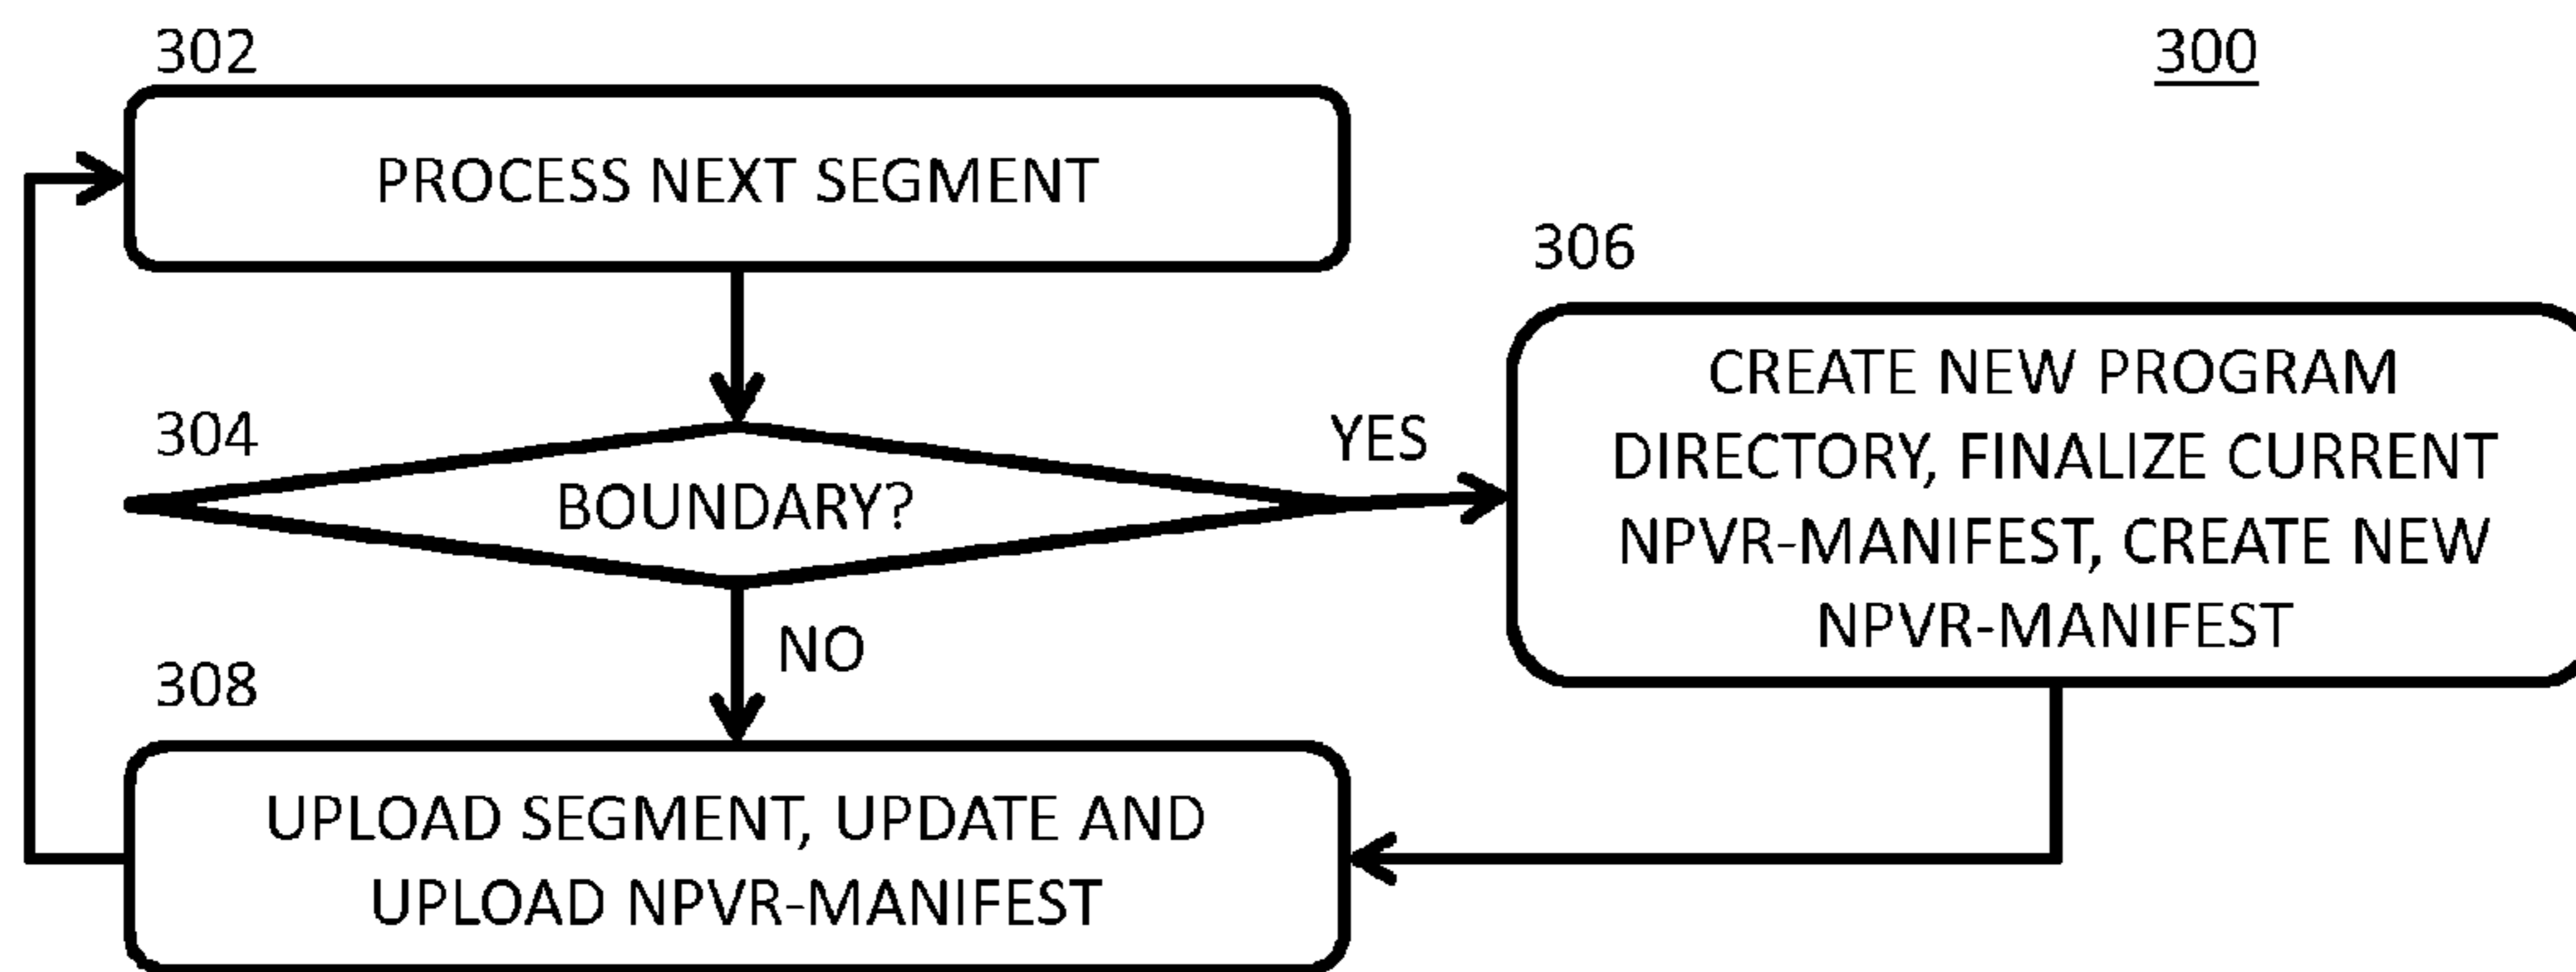 302
300
PROCESS NEXT SEGMENT
306
CREATE NEW PROGRAM
DIRECTORY, FINALIZE CURRENT
NPVR-MANIFEST, CREATE NEW
NPVR-MANIFEST
304
YES
BOUNDARY?
NO
308
UPLOAD SEGMENT, UPDATE AND
UPLOAD NPVR-MANIFEST